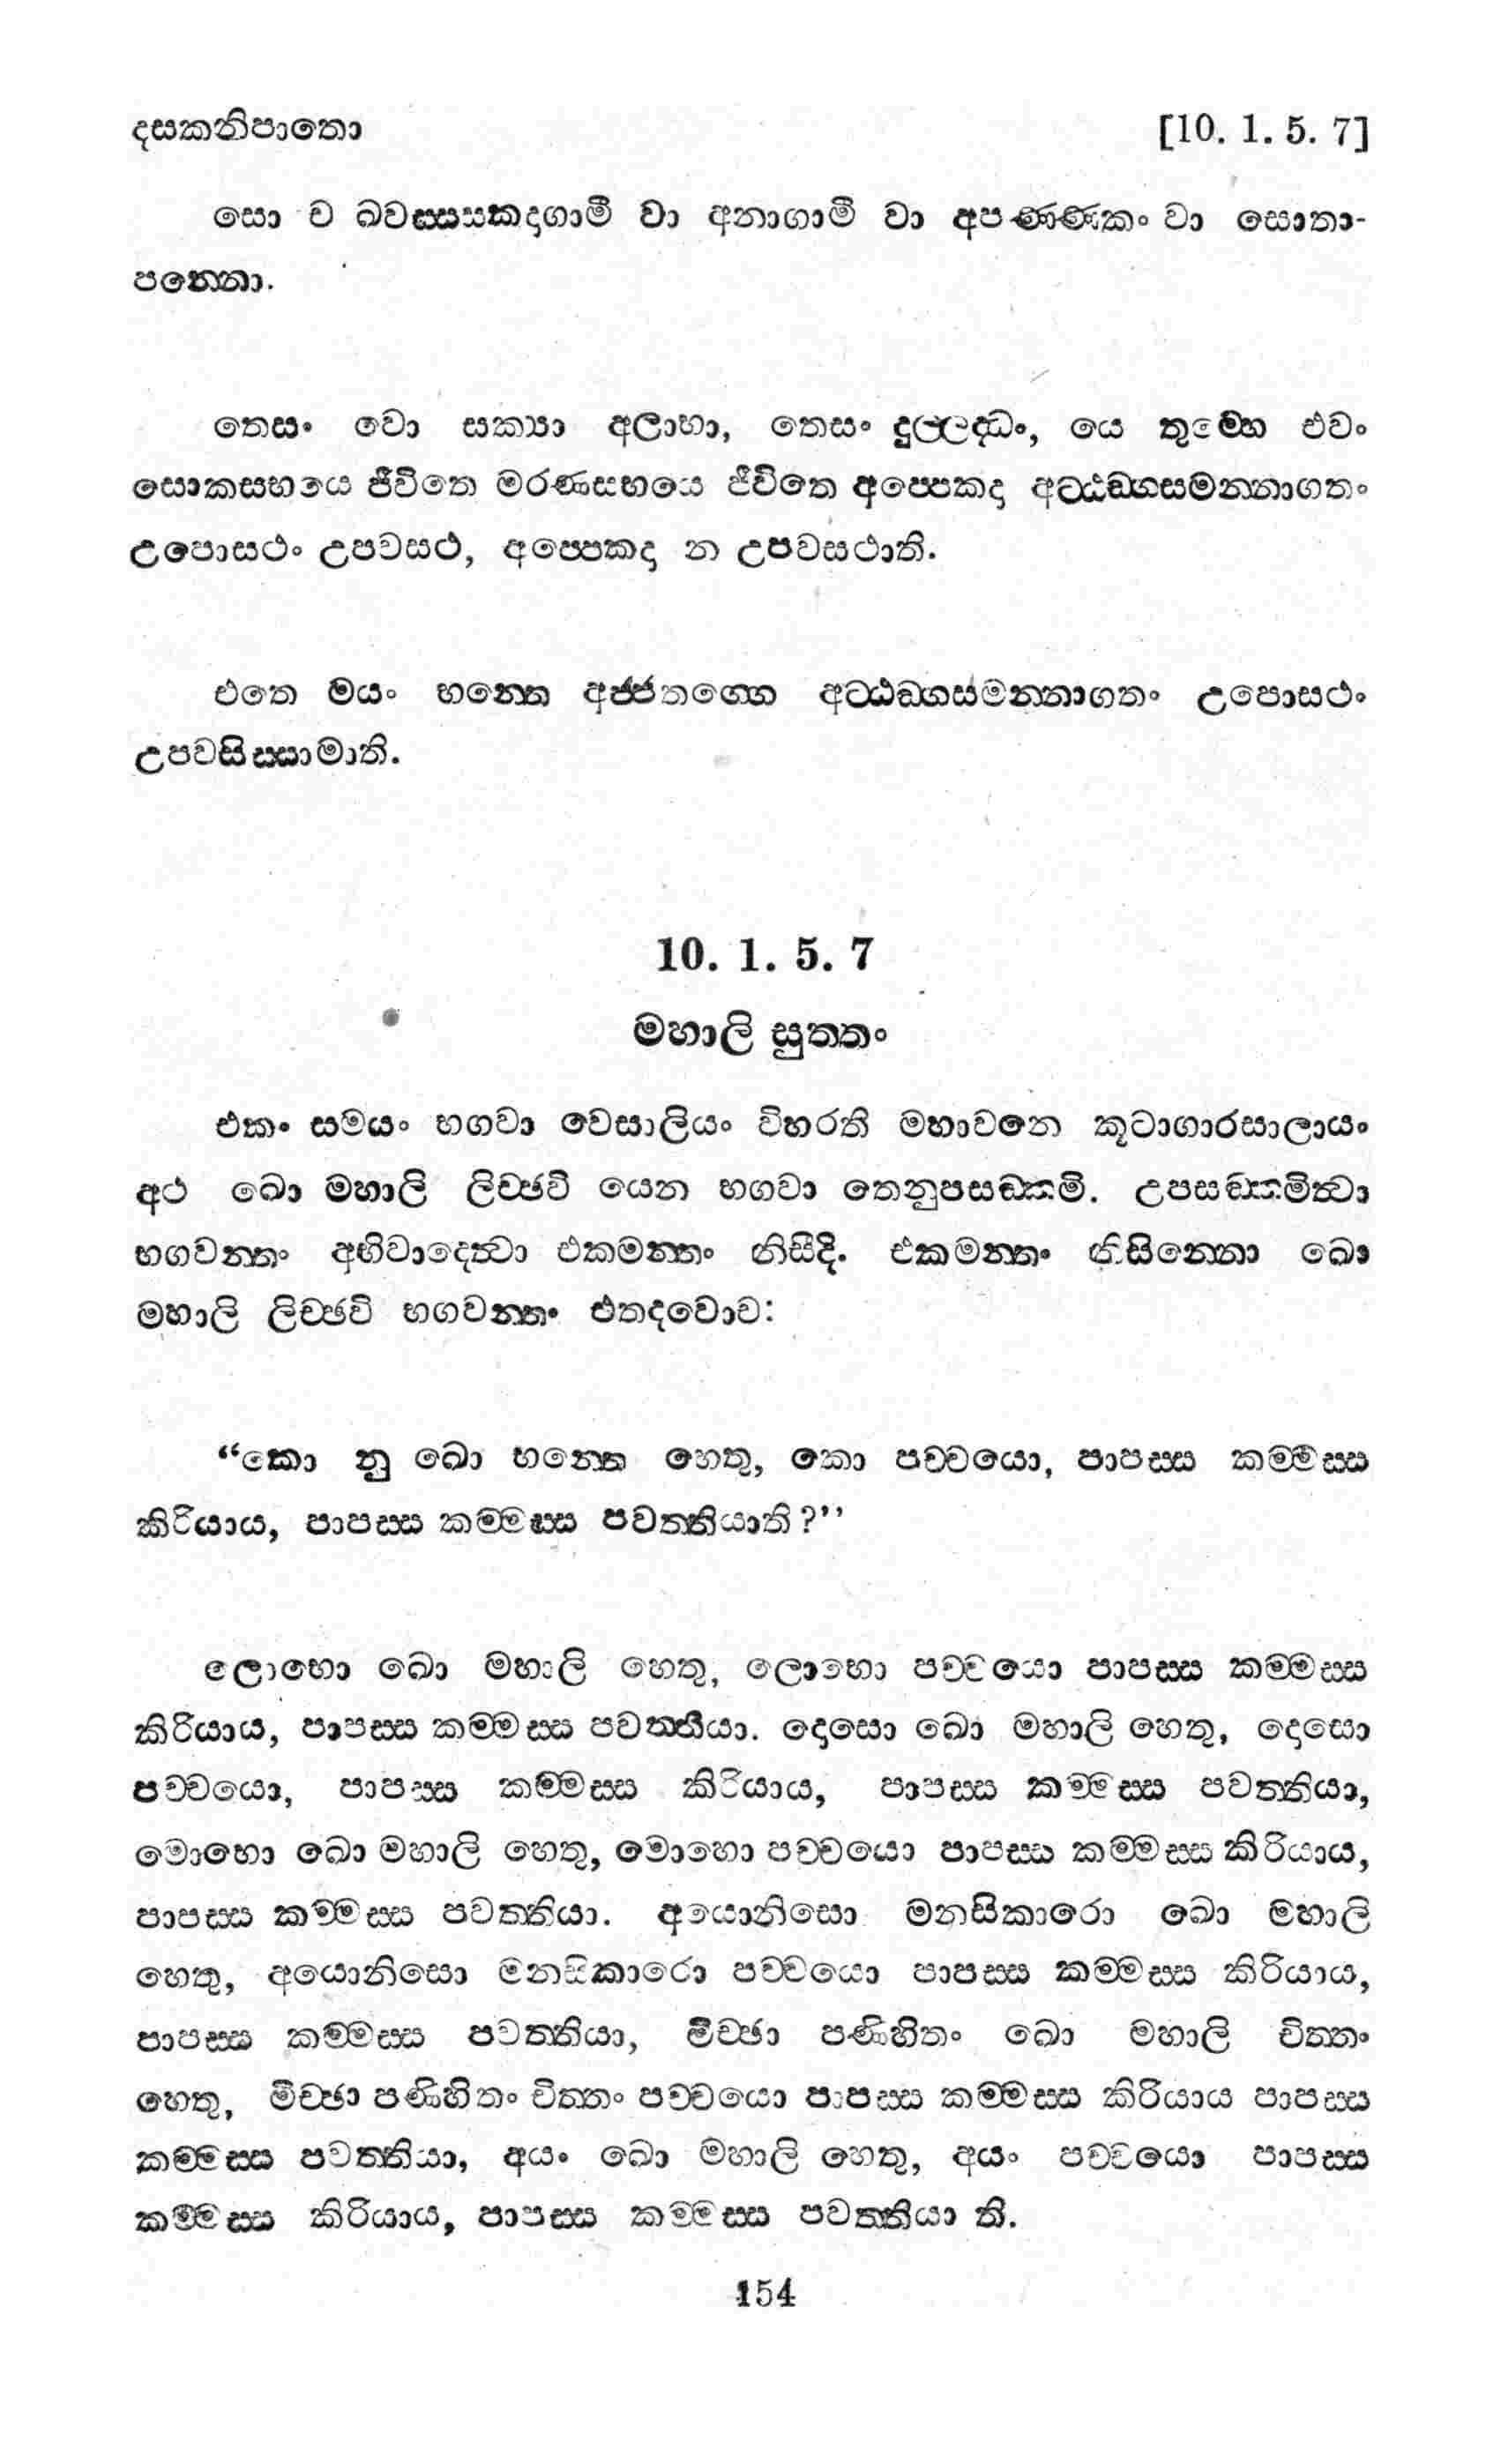 දසකනිපාතො [10. 1. 5. 7]
සො ච ඛවස්සසකදාගාමී වා අනාගාමී වා අපණ්ණකං වා සොතා-
පන්නො.
තෙසං වො සක්‍යා අලාභා, තෙසං දුල්ලද්ධං, යෙ තුම්හෙ එවං
සොකසභයෙ ජීවිතෙ මරණසභයෙ ජීවිතෙ අප්පෙකදා අට්ඨඞ්ගසමන්නාගතං
උපොසථං උපවසථ, අප්පෙකදා න උපවසථාති.
එතෙ මයං භන්තෙ අජ්ජතග්ගෙ අට්ඨඞ්ගසමන්නාගතං උපොසථං
උපවසිස්සාමාති.
10. 1. 5. 7
මහාලි සුත්තං
එකං සමයං භගවා වෙසාලියං විහරති මහාවනෙ කූටාගාරසාලායං
අථ ඛො මහාලි ලිච්ඡවි යෙන භගවා තෙනුපසඞ්කමි. උපසඞ්කමිත්වා
භගවන්තං අභිවාදෙත්වා එකමන්තං නිසීදි. එකමන්තං නිසින්නො ඛො
මහාලි ලිච්ඡවි භගවන්තං එතදවොච:
“කො නු ඛො භන්තෙ හෙතු, කො පච්චයො, පාපස්ස කම්මස්ස
කිරියාය, පාපස්ස කම්මස්ස පවත්තියාති?’’
ලොභො ඛො මහාලි හෙතු, ලොභො පච්චයො පාපස්ස කම්මස්ස
කිරියාය, පාපස්ස කම්මස්ස පවත්තියා. දොසො ඛො මහාලි හෙතු, දොසො
පච්චයො, පාපස්ස කම්මස්ස කිරියාය, පාපස්ස කම්මස්ස පවත්තියා,
මොහො ඛො මහාලි හෙතු, මොහො පච්චයො පාපස්ස කම්මස්ස කිරියාය,
පාපස්ස කම්මස්ස පවත්තියා. අයොනිසො මනසිකාරො ඛො මහාලි
හෙතු, අයොනිසො මනසිකාරො පච්චයො පාපස්ස කම්මස්ස කිරියාය,
පාපස්ස කම්මස්ස පවත්තියා, මිච්ඡා පණිහිතං ඛො මහාලි චිත්තං
හෙතු, මිච්ඡා පණිහිතං චිත්තං පච්චයො පාපස්ස කම්මස්ස කිරියාය පාපස්ස
කම්මස්ස පවත්තියා, අයං ඛො මහාලි හෙතු, අයං පච්චයො පාපස්ස
කම්මස්ස කිරියාය, පාපස්ස කම්මස්ස පවත්තියා ති.
154